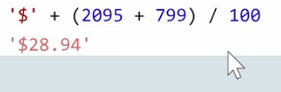 '$' + (2095 + 799) / 100
'$28.94'